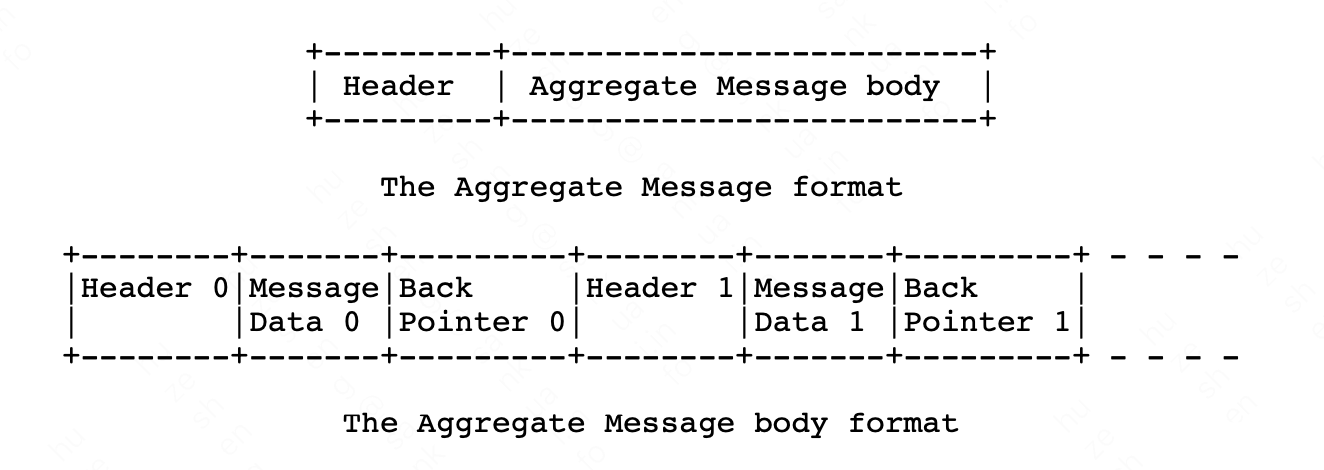 +---------+-------------------------+
| Header  | Aggregate Message body  |
+---------+-------------------------+
The Aggregate Message format
+--------+-------+---------+--------+-------+---------+ - - - -
|Header 0|Message|Back     |Header 1|Message|Back     |
|        |Data 0 |Pointer 0|        |Data 1 |Pointer 1|
+--------+-------+---------+--------+-------+---------+ - - - -
The Aggregate Message body format